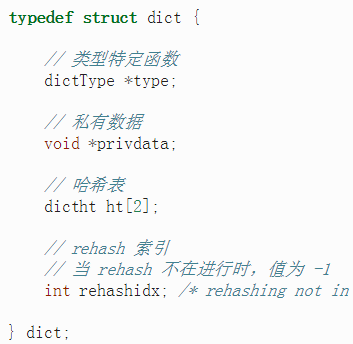 typedef struct dict {
// 类型特定函数
dictType *type;
// 私有数据
void *privdata;
// 哈希表
dictht ht[2];
// rehash 索引
// 当 rehash 不在进行时，值为 -1
int rehashidx; /* rehashing not in
} dict;